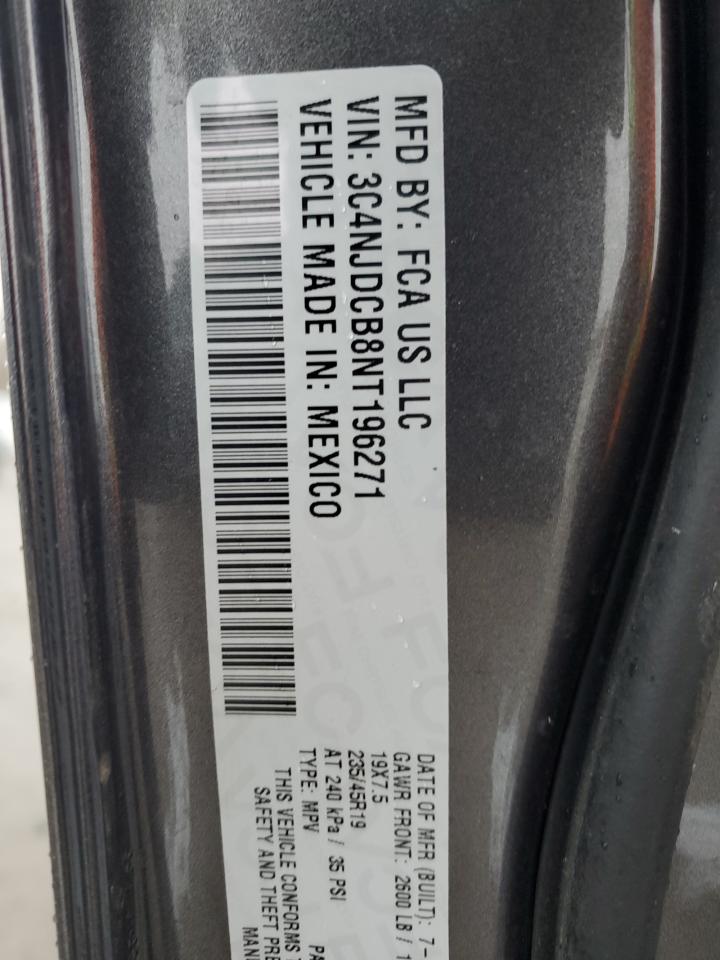 MFD BY: FCA US LLC
VIN: 3C4NJDCB8NT196271
VEHICLE MADE IN: MEXICO
DATE OF MFR (BUILT): 7-
GAWR FRONT: 2600 LB / 1
19X7.5
235/45R19
AT 240 kPa / 35 PSI
TYPE: MPV
THIS VEHICLE CONFORMS
SAFETY AND THEFT